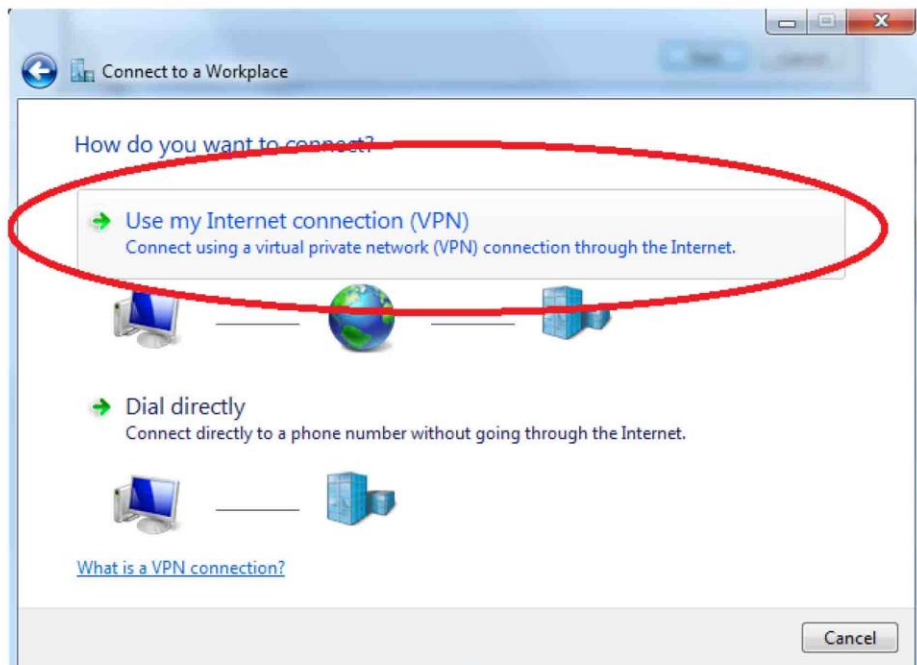 Connect to a Workplace
How do you want to connect?
Use my Internet connection (VPN)
Connect using a virtual private network (VPN) connection through the Internet.
Dial directly
Connect directly to a phone number without going through the Internet.
What is a VPN connection?
Cancel